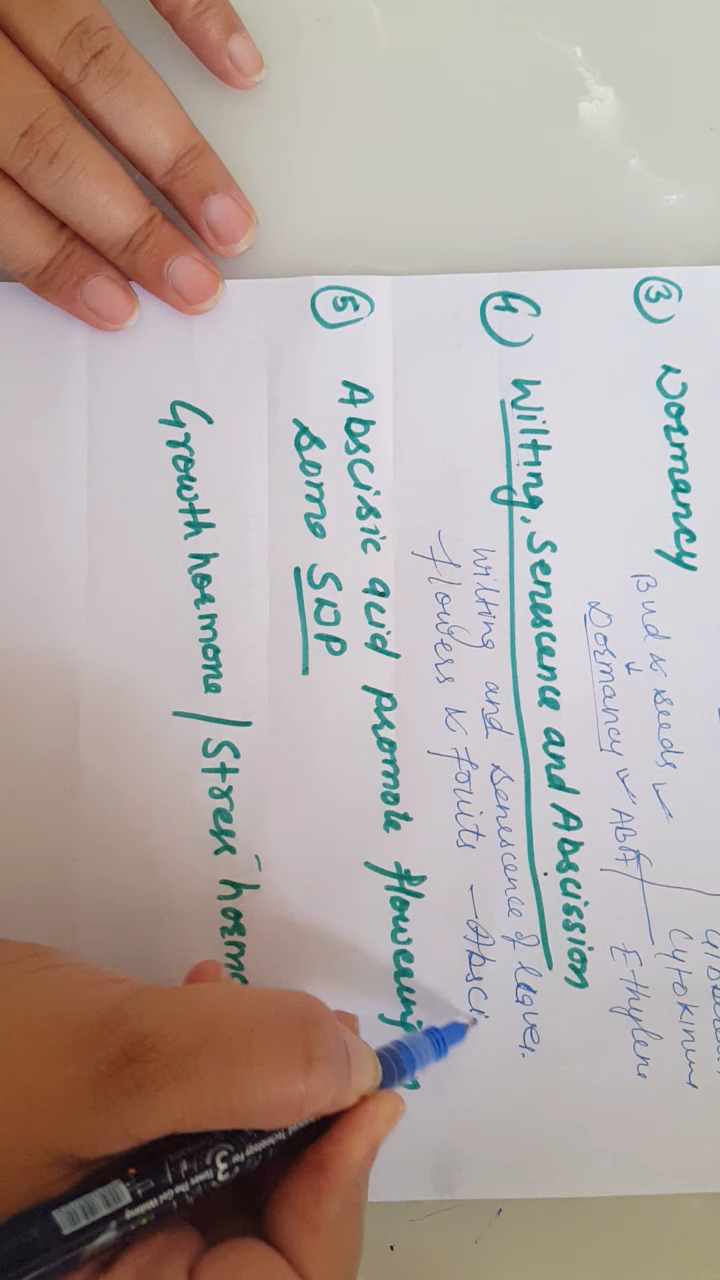 ③ Dormancy
Bud & seeds ✓
↓
Dormancy ✓ ABA
Cytokinins
Ethylene
④ Wilting, Senescence and Abscission
Wilting and senescence of leaves.
flowers & fruits - Absci
⑤ Abscisic acid promote flowering
some SDP
Growth hormone / Stress hormo